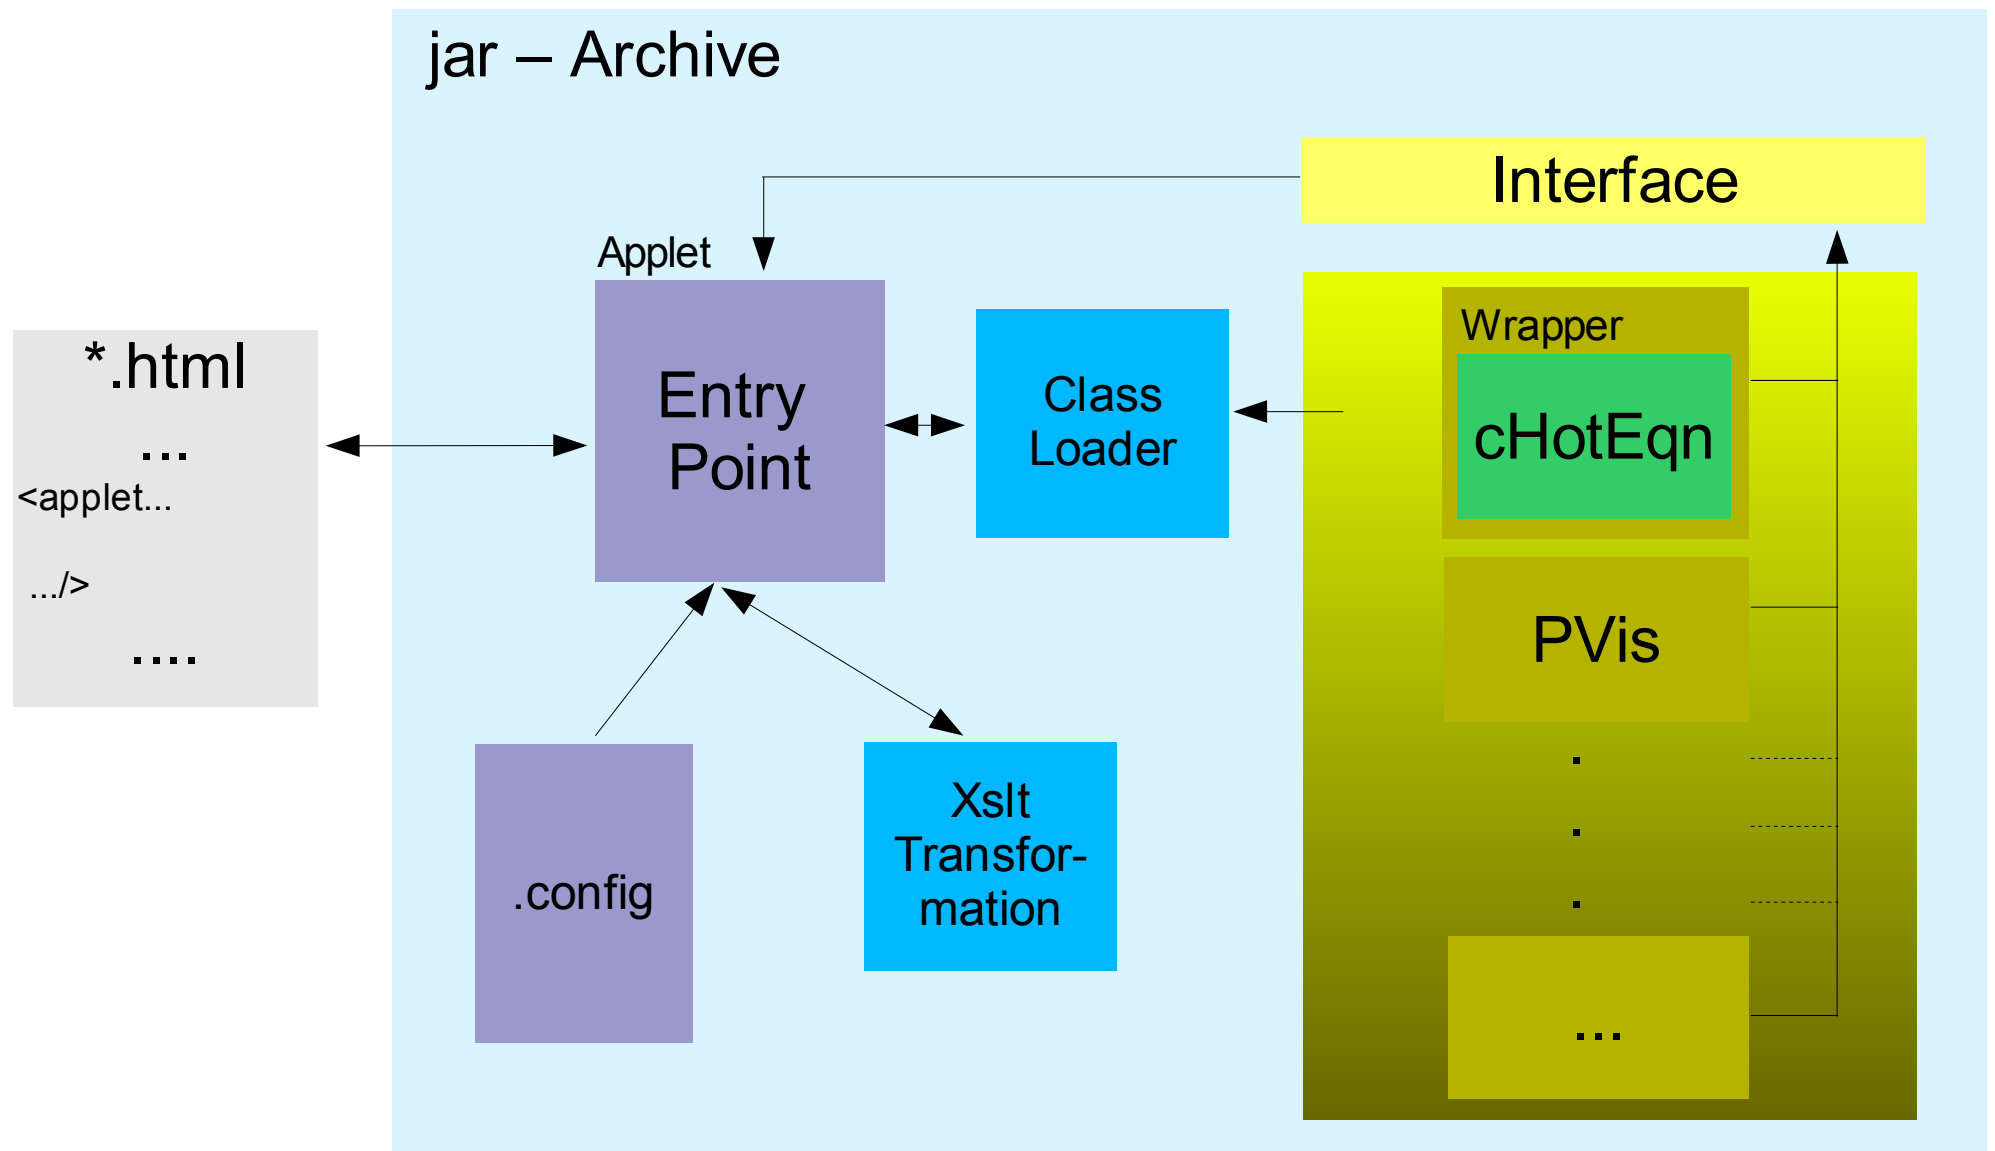 jar – Archive
Interface
Applet
Entry
Point
Class
Loader
Wrapper
cHotEqn
PVis
.
.
.
...
*.html
...
<applet...
.../>
....
.config
Xslt
Transfor-
mation